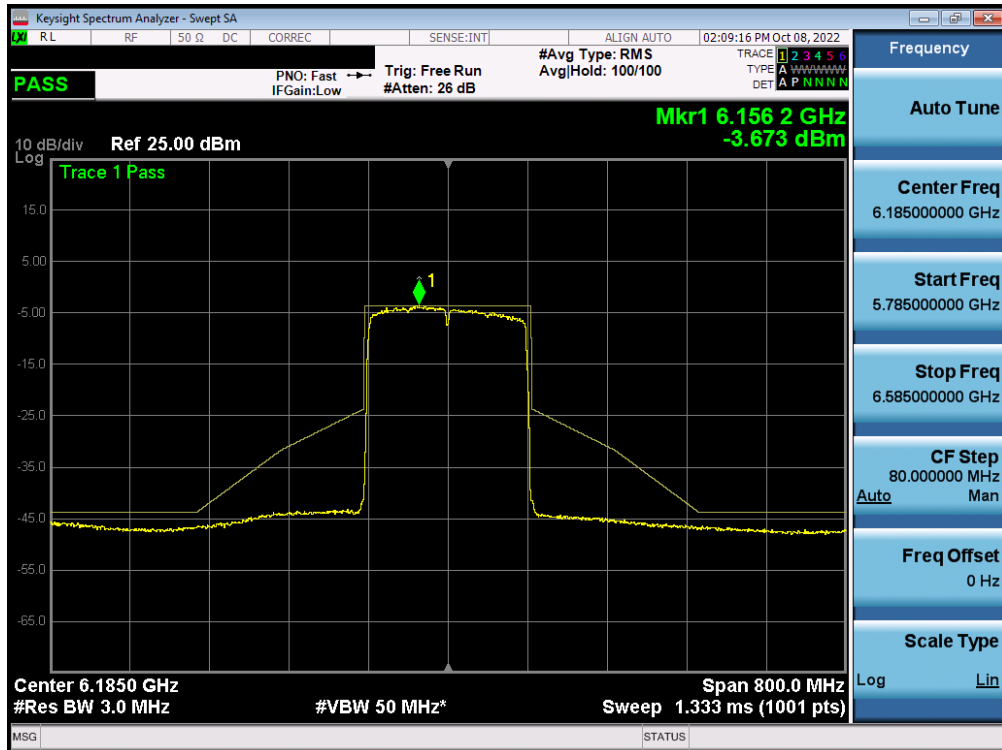 Keysight Spectrum Analyzer - Swept SA
LXI RL RF 50 Ω DC CORREC SENSE:INT ALIGN AUTO 02:09:16 PM Oct 08, 2022
PASS
PNO: Fast
IFGain:Low
Trig: Free Run
#Atten: 26 dB
#Avg Type: RMS
Avg|Hold: 100/100
TRACE 1 2 3 4 5 6
TYPE A WWWWW
DET A P N N N N
Mkr1 6.156 2 GHz
-3.673 dBm
10 dB/div Ref 25.00 dBm
Log
Trace 1 Pass
15.0
5.00
1
-5.00
-15.0
-25.0
-35.0
-45.0
-55.0
-65.0
Center 6.1850 GHz Span 800.0 MHz
#Res BW 3.0 MHz #VBW 50 MHz* Sweep 1.333 ms (1001 pts)
MSG STATUS
Frequency
Auto Tune
Center Freq
6.185000000 GHz
Start Freq
5.785000000 GHz
Stop Freq
6.585000000 GHz
CF Step
80.000000 MHz
Auto Man
Freq Offset
0 Hz
Scale Type
Log Lin